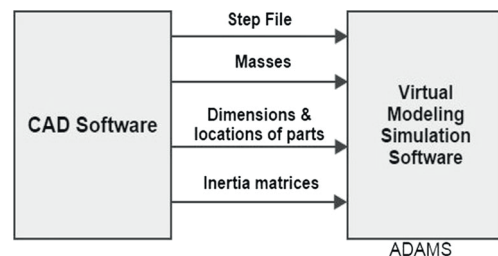 Step File
Masses
CAD Software
Dimensions &
locations of parts
Inertia matrices
Virtual
Modeling
Simulation
Software
ADAMS